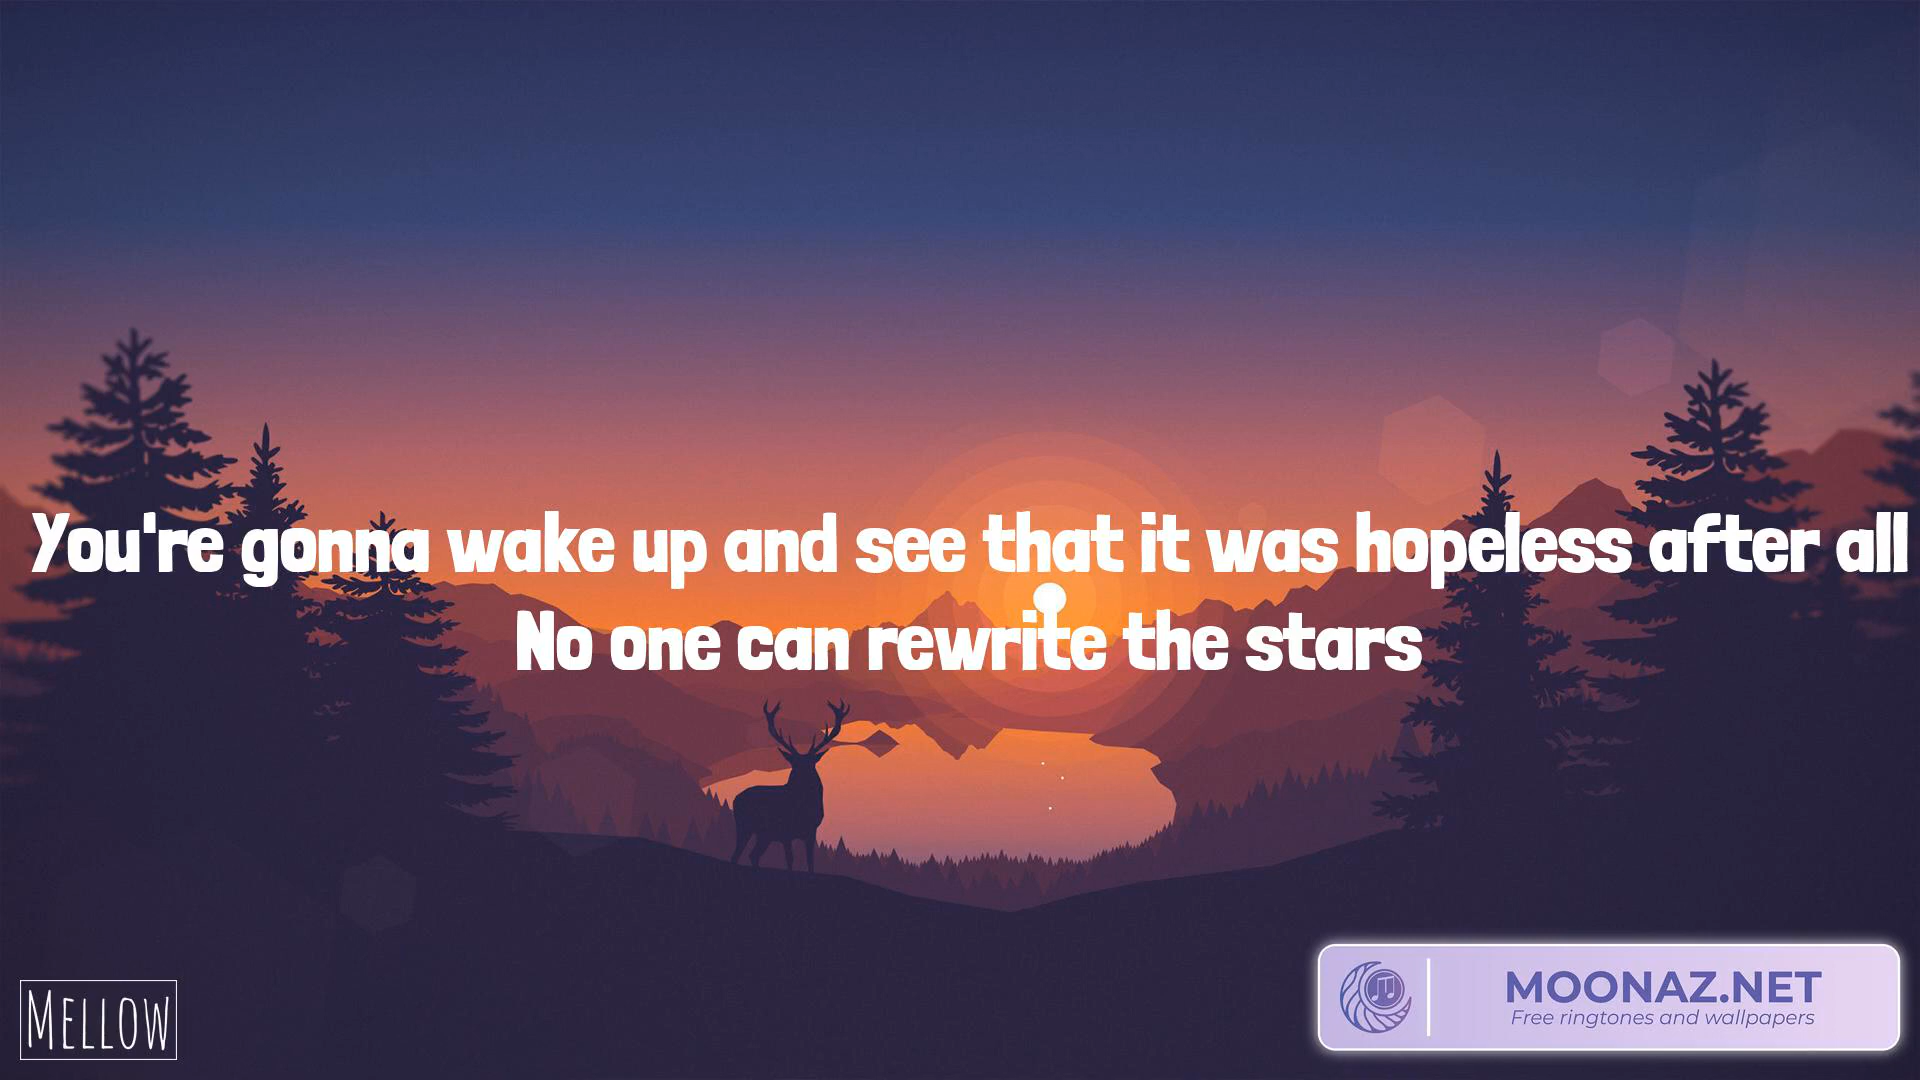 You're gonna wake up and see that it was hopeless after all
No one can rewrite the stars
MELLOW
MOONAZ.NET
Free ringtones and wallpapers